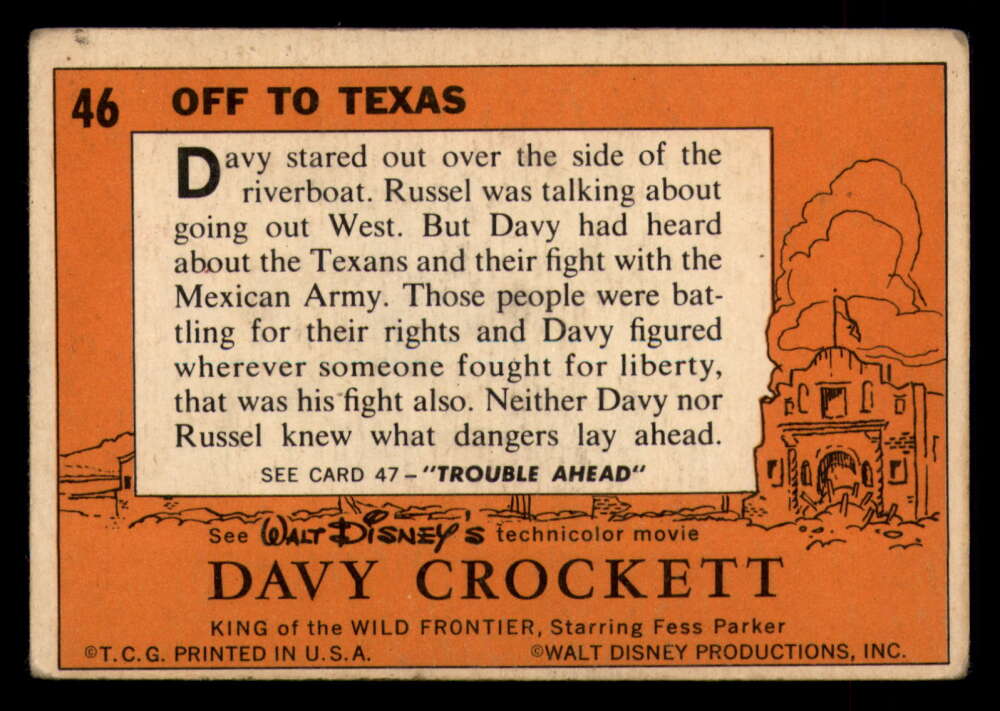 46 OFF TO TEXAS
Davy stared out over the side of the
riverboat. Russel was talking about
going out West. But Davy had heard
about the Texans and their fight with the
Mexican Army. Those people were bat-
tling for their rights and Davy figured
wherever someone fought for liberty,
that was his fight also. Neither Davy nor
Russel knew what dangers lay ahead.
SEE CARD 47 – "TROUBLE AHEAD"
See WALT DISNEY'S technicolor movie
DAVY CROCKETT
KING of the WILD FRONTIER, Starring Fess Parker
©T.C.G. PRINTED IN U.S.A. ©WALT DISNEY PRODUCTIONS, INC.